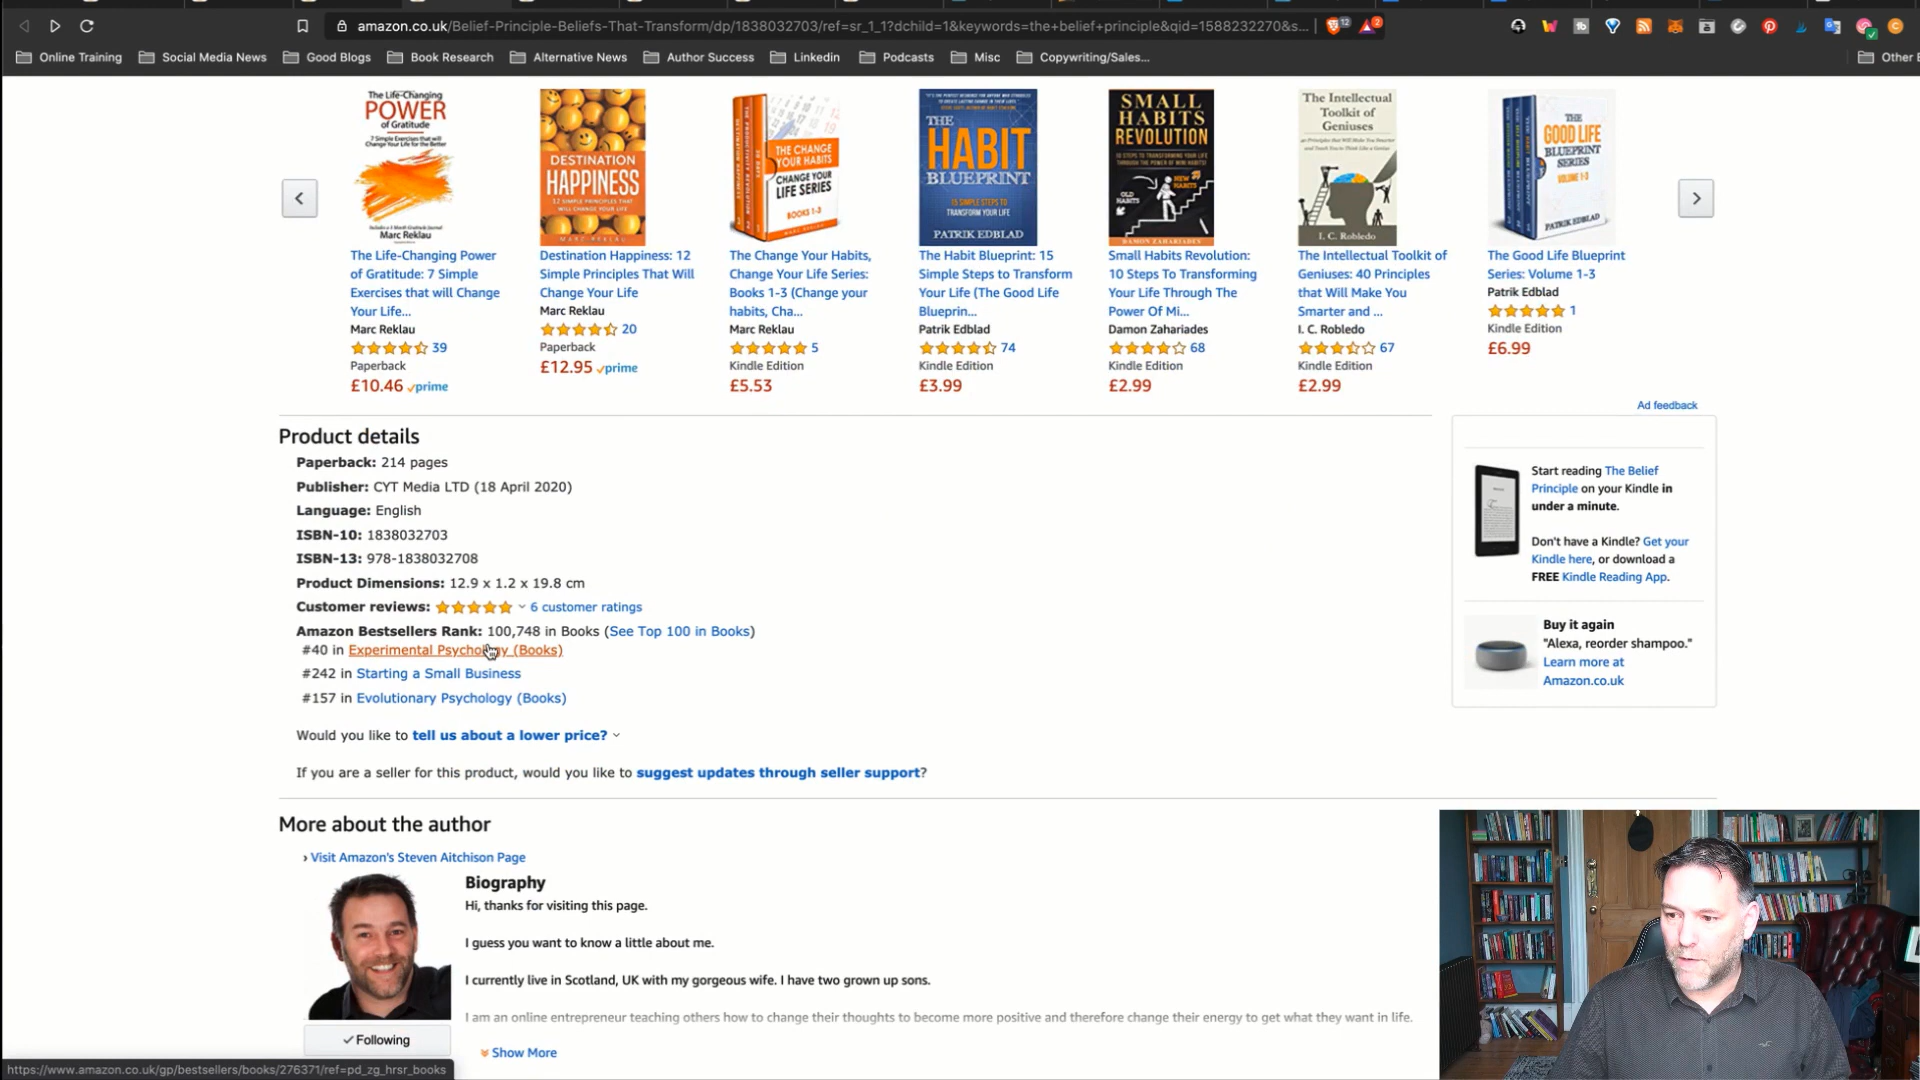 amazon.co.uk/Belief-Principle-Beliefs-That-Transform/dp/1838032703/ref=sr_1_1?dchild=1&keywords=the+belief+principle&qid=1588232270&s...
12
2
Online Training
Social Media News
Good Blogs
Book Research
Alternative News
Author Success
Linkedin
Podcasts
Misc
Copywriting/Sales...
Other
The Life-Changing
POWER
of Gratitude
7 Simple Exercises that will
Change Your Life for the Better
Marc Reklau
DESTINATION
HAPPINESS
12 SIMPLE PRINCIPLES THAT
WILL CHANGE YOUR LIFE
MARC REKLAU
THE CHANGE
YOUR HABITS
CHANGE YOUR
LIFE SERIES
BOOKS 1-3
THE
HABIT
BLUEPRINT
15 SIMPLE STEPS TO
TRANSFORM YOUR LIFE
PATRIK EDBLAD
SMALL
HABITS
REVOLUTION
10 STEPS TO TRANSFORMING YOUR LIFE
THROUGH THE POWER OF MINI HABITS!
NEW
HABITS
OLD
HABITS
DAMON ZAHARIADES
The Intellectual
Toolkit of
Geniuses
I. C. Robledo
THE
GOOD LIFE
BLUEPRINT
SERIES
VOLUME 1-3
PATRIK EDBLAD
The Life-Changing Power
of Gratitude: 7 Simple
Exercises that will Change
Your Life...
Marc Reklau
39
Paperback
£10.46 prime
Destination Happiness: 12
Simple Principles That Will
Change Your Life
Marc Reklau
20
Paperback
£12.95 prime
The Change Your Habits,
Change Your Life Series:
Books 1-3 (Change your
habits, Cha...
Marc Reklau
5
Kindle Edition
£5.53
The Habit Blueprint: 15
Simple Steps to Transform
Your Life (The Good Life
Blueprin...
Patrik Edblad
74
Kindle Edition
£3.99
Small Habits Revolution:
10 Steps To Transforming
Your Life Through The
Power Of Mi...
Damon Zahariades
68
Kindle Edition
£2.99
The Intellectual Toolkit of
Geniuses: 40 Principles
that Will Make You
Smarter and ...
I. C. Robledo
67
Kindle Edition
£2.99
The Good Life Blueprint
Series: Volume 1-3
Patrik Edblad
1
Kindle Edition
£6.99
Ad feedback
Product details
Paperback: 214 pages
Publisher: CYT Media LTD (18 April 2020)
Language: English
ISBN-10: 1838032703
ISBN-13: 978-1838032708
Product Dimensions: 12.9 x 1.2 x 19.8 cm
Customer reviews: 6 customer ratings
Amazon Bestsellers Rank: 100,748 in Books (See Top 100 in Books)
#40 in Experimental Psychology (Books)
#242 in Starting a Small Business
#157 in Evolutionary Psychology (Books)
Would you like to tell us about a lower price?
If you are a seller for this product, would you like to suggest updates through seller support?
Start reading The Belief
Principle on your Kindle in
under a minute.
Don't have a Kindle? Get your
Kindle here, or download a
FREE Kindle Reading App.
Buy it again
"Alexa, reorder shampoo."
Learn more at
Amazon.co.uk
More about the author
› Visit Amazon's Steven Aitchison Page
Biography
Hi, thanks for visiting this page.
I guess you want to know a little about me.
I currently live in Scotland, UK with my gorgeous wife. I have two grown up sons.
I am an online entrepreneur teaching others how to change their thoughts to become more positive and therefore change their energy to get what they want in life.
Following
Show More
https://www.amazon.co.uk/gp/bestsellers/books/276371/ref=pd_zg_hrsr_books